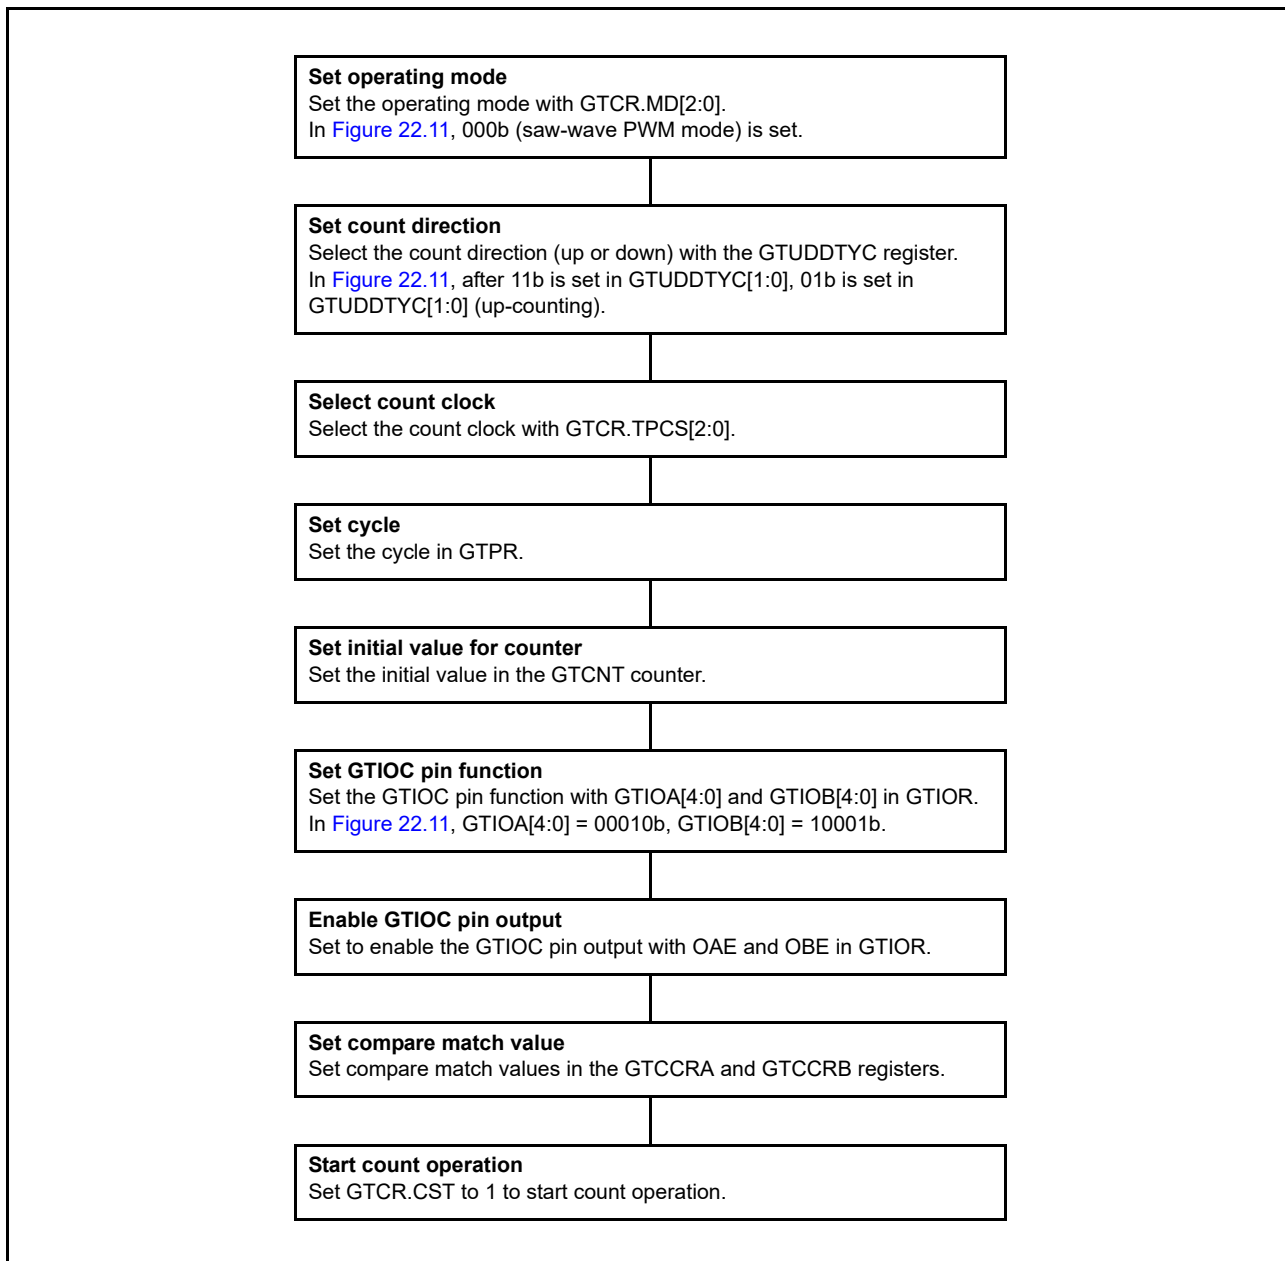 Set operating mode
Set the operating mode with GTCR.MD[2:0].
In Figure 22.11, 000b (saw-wave PWM mode) is set.
Set count direction
Select the count direction (up or down) with the GTUDDTYC register.
In Figure 22.11, after 11b is set in GTUDDTYC[1:0], 01b is set in
GTUDDTYC[1:0] (up-counting).
Select count clock
Select the count clock with GTCR.TPCS[2:0].
Set cycle
Set the cycle in GTPR.
Set initial value for counter
Set the initial value in the GTCNT counter.
Set GTIOC pin function
Set the GTIOC pin function with GTIOA[4:0] and GTIOB[4:0] in GTIOR.
In Figure 22.11, GTIOA[4:0] = 00010b, GTIOB[4:0] = 10001b.
Enable GTIOC pin output
Set to enable the GTIOC pin output with OAE and OBE in GTIOR.
Set compare match value
Set compare match values in the GTCCRA and GTCCRB registers.
Start count operation
Set GTCR.CST to 1 to start count operation.